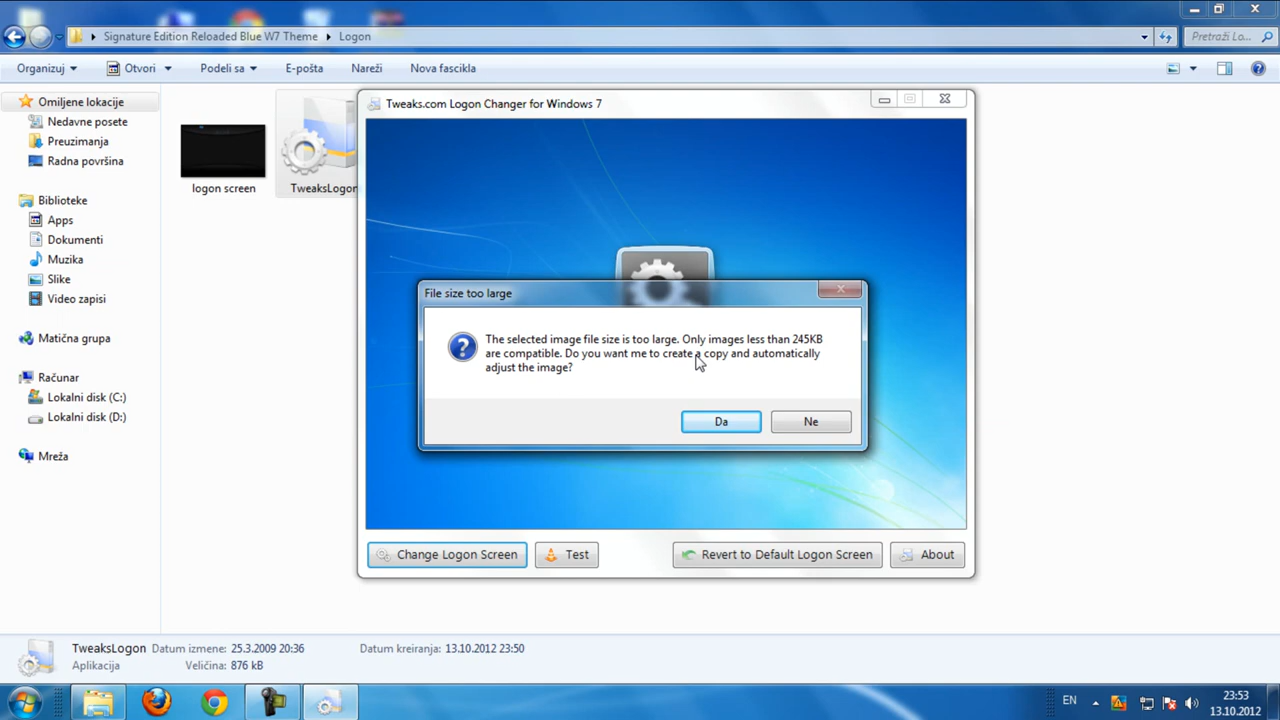 Signature Edition Reloaded Blue W7 Theme Logon
Pretraži Lo...
Organizuj Otvori Podeli sa E-pošta Nareži Nova fascikla
Omiljene lokacije
Nedavne posete
Preuzimanja
Radna površina
Biblioteke
Apps
Dokumenti
Muzika
Slike
Video zapisi
Matična grupa
Računar
Lokalni disk (C:)
Lokalni disk (D:)
Mreža
logon screen
TweaksLogon
Tweaks.com Logon Changer for Windows 7
File size too large
The selected image file size is too large. Only images less than 245KB
are compatible. Do you want me to create a copy and automatically
adjust the image?
Da Ne
Change Logon Screen Test Revert to Default Logon Screen About
TweaksLogon Datum izmene: 25.3.2009 20:36 Datum kreiranja: 13.10.2012 23:50
Aplikacija Veličina: 876 kB
EN
23:53
13.10.2012